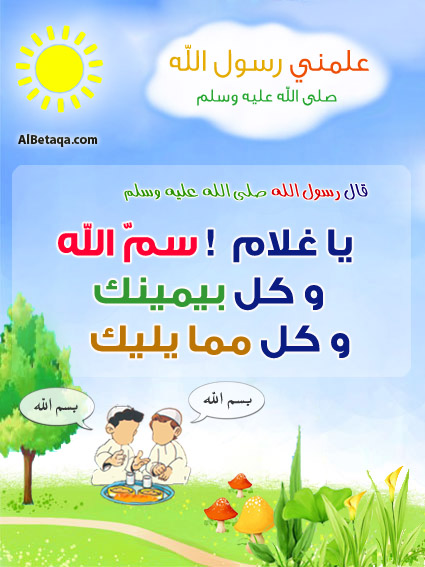 علمني رسول الله
صلى الله عليه وسلم
AlBetaqa.com
قال رسول الله صلى الله عليه وسلم
يا غلام ! سمّ الله
و كل بيمينك
و كل مما يليك
بسم الله
بسم الله